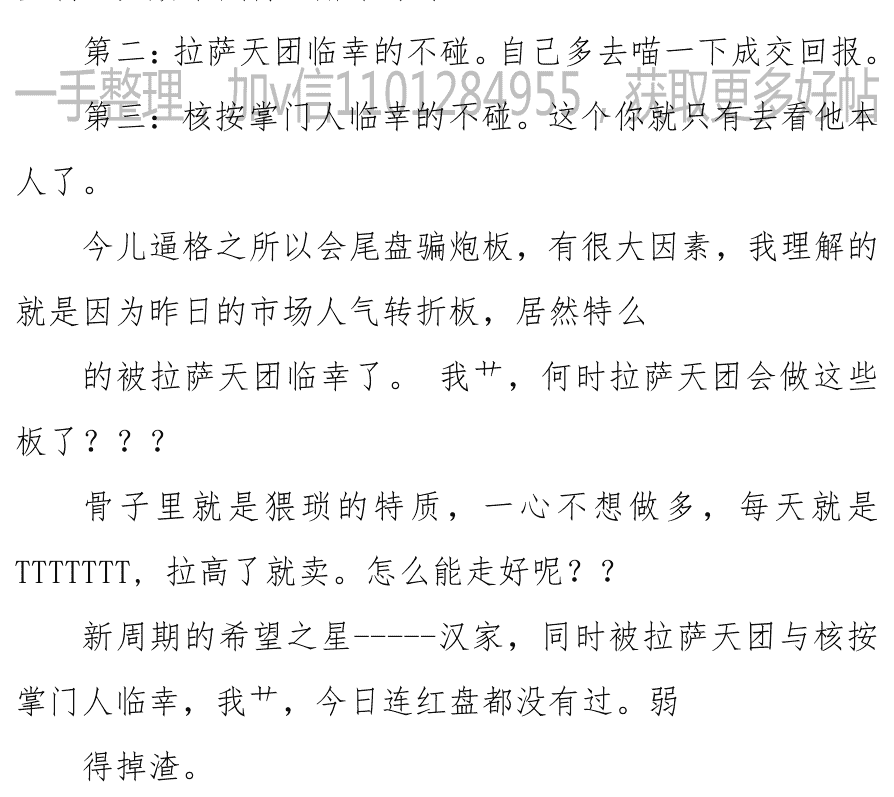 第二：拉萨天团临幸的不碰。自己多去喵一下成交回报。
一手整理，加v信1101284955，获取更多好帖
第三：核按掌门人临幸的不碰。这个你就只有去看他本
人了。
今儿逼格之所以会尾盘骗炮板，有很大因素，我理解的
就是因为昨日的市场人气转折板，居然特么
的被拉萨天团临幸了。 我艹，何时拉萨天团会做这些
板了？？？
骨子里就是猥琐的特质，一心不想做多，每天就是
TTTTTTT，拉高了就卖。怎么能走好呢？？
新周期的希望之星-----汉家，同时被拉萨天团与核按
掌门人临幸，我艹，今日连红盘都没有过。弱
得掉渣。